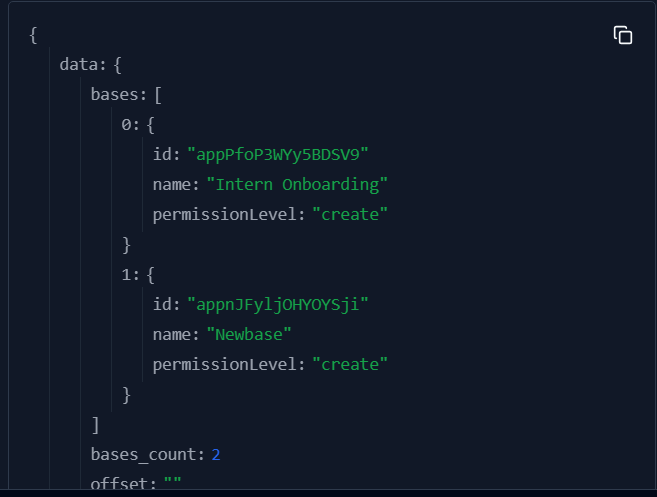 {
data: {
bases: [
0: {
id: "appPfoP3WYy5BDSV9"
name: "Intern Onboarding"
permissionLevel: "create"
}
1: {
id: "appnJFyljOHYOYSji"
name: "Newbase"
permissionLevel: "create"
}
]
bases_count: 2
offset: ""